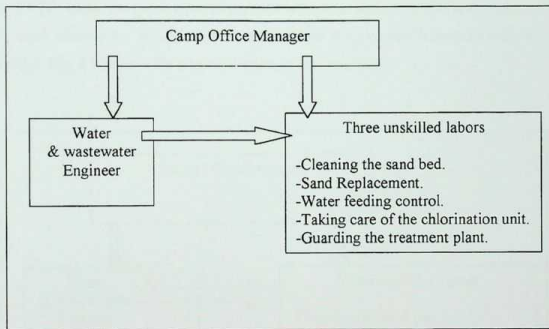 Camp Office Manager
Water
& wastewater
Engineer
Three unskilled labors
-Cleaning the sand bed.
-Sand Replacement.
-Water feeding control.
-Taking care of the chlorination unit.
-Guarding the treatment plant.